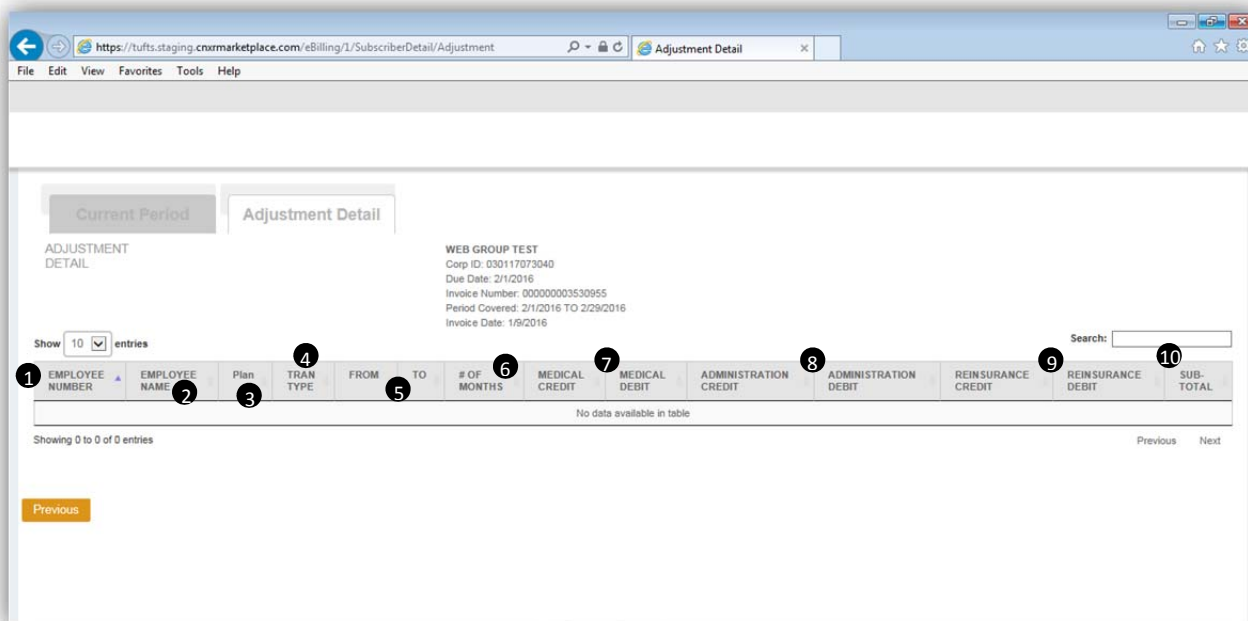 https://tufts.staging.cnxrmarketplace.com/eBilling/1/SubscriberDetail/Adjustment
Adjustment Detail
File Edit View Favorites Tools Help
Current Period
Adjustment Detail
ADJUSTMENT
DETAIL
WEB GROUP TEST
Corp ID: 030117073040
Due Date: 2/1/2016
Invoice Number: 000000003530955
Period Covered: 2/1/2016 TO 2/29/2016
Invoice Date: 1/9/2016
Show 10 entries
Search:
1 EMPLOYEE NUMBER
2 EMPLOYEE NAME
3 Plan
4 TRAN TYPE
5 FROM TO
6 # OF MONTHS
7 MEDICAL CREDIT MEDICAL DEBIT
8 ADMINISTRATION CREDIT ADMINISTRATION DEBIT
9 REINSURANCE CREDIT REINSURANCE DEBIT
10 SUB-TOTAL
No data available in table
Showing 0 to 0 of 0 entries
Previous Next
Previous